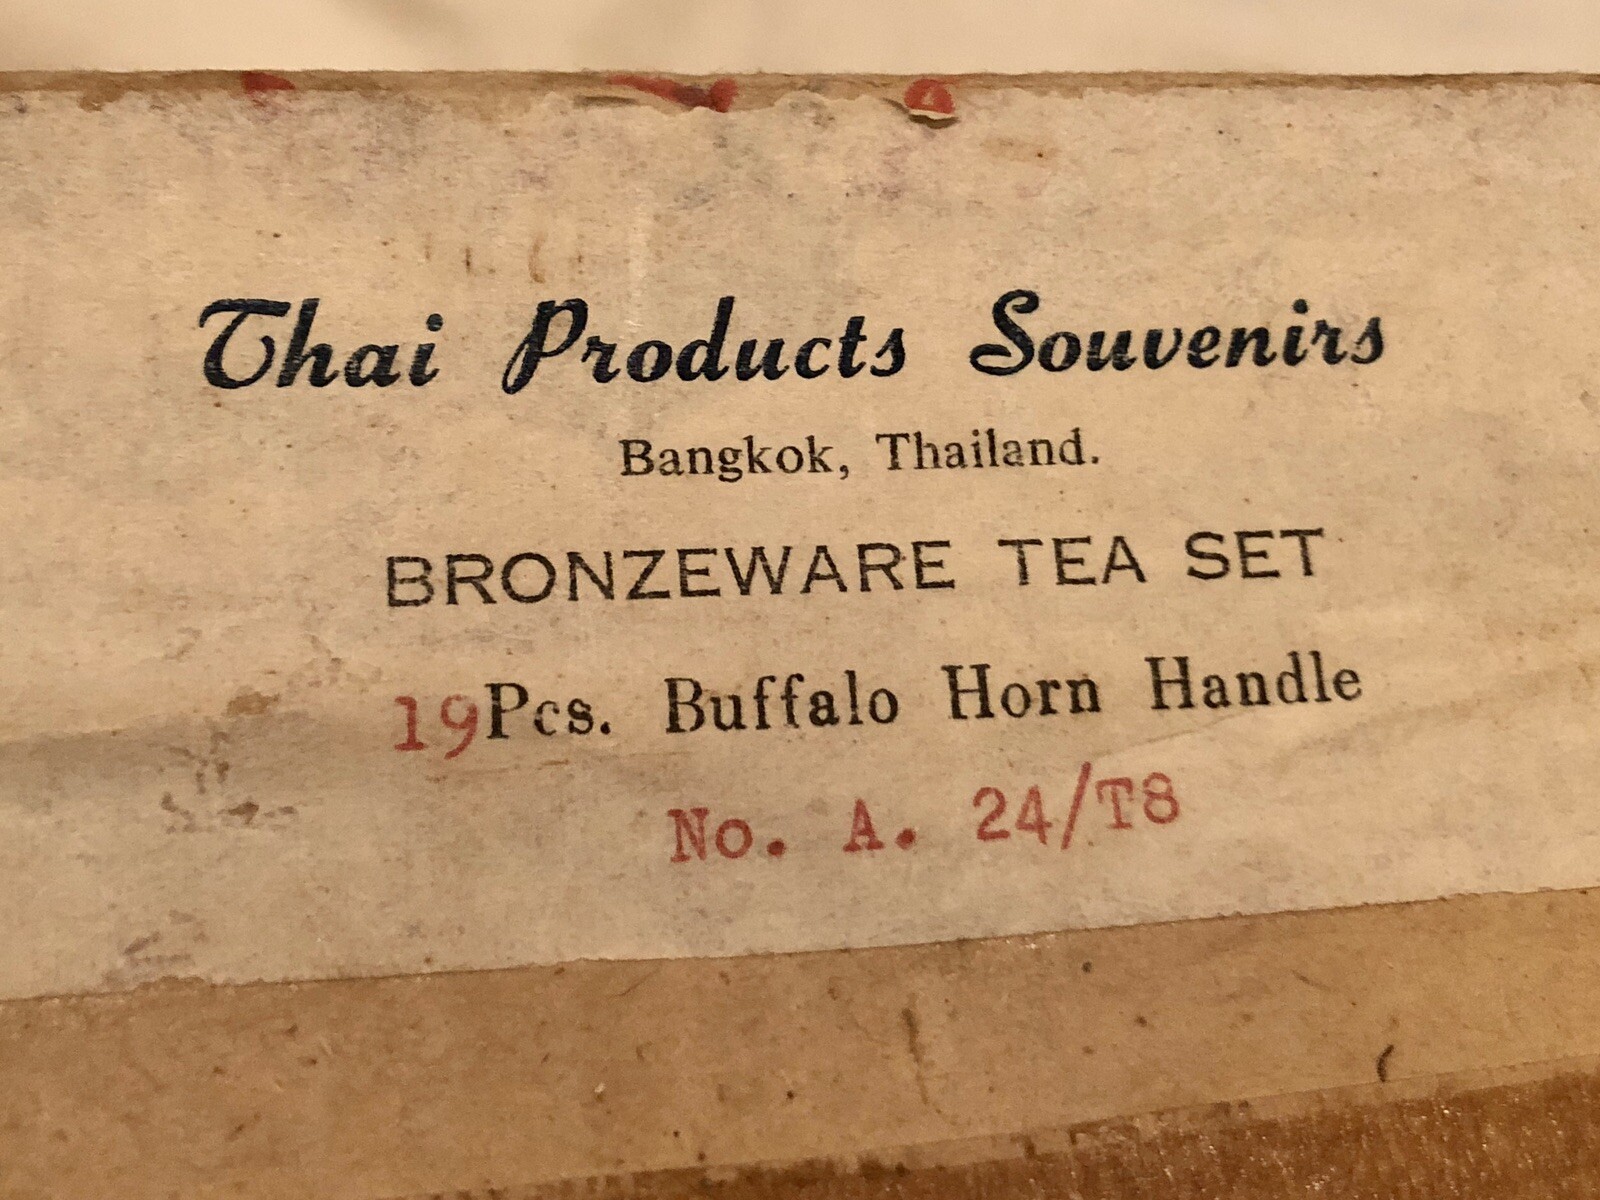 Thai Products Souvenirs
Bangkok, Thailand.
BRONZEWARE TEA SET
19Pcs. Buffalo Horn Handle
No. A. 24/T8